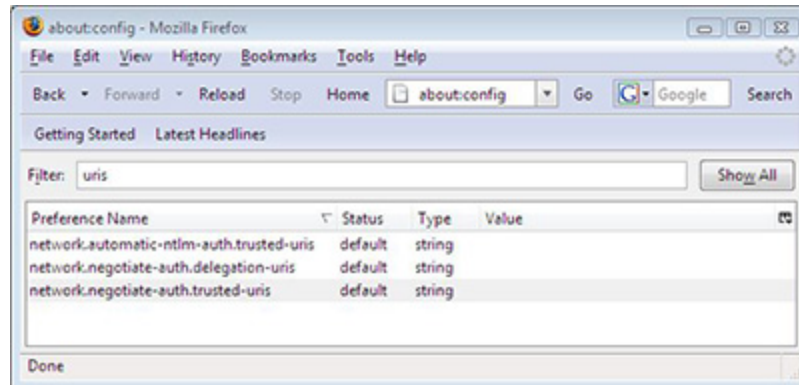 about:config - Mozilla Firefox
File Edit View History Bookmarks Tools Help
Back Forward Reload Stop Home about:config Go G Google Search
Getting Started Latest Headlines
Filter: uris Show All
Preference Name Status Type Value
network.automatic-ntlm-auth.trusted-uris default string
network.negotiate-auth.delegation-uris default string
network.negotiate-auth.trusted-uris default string
Done